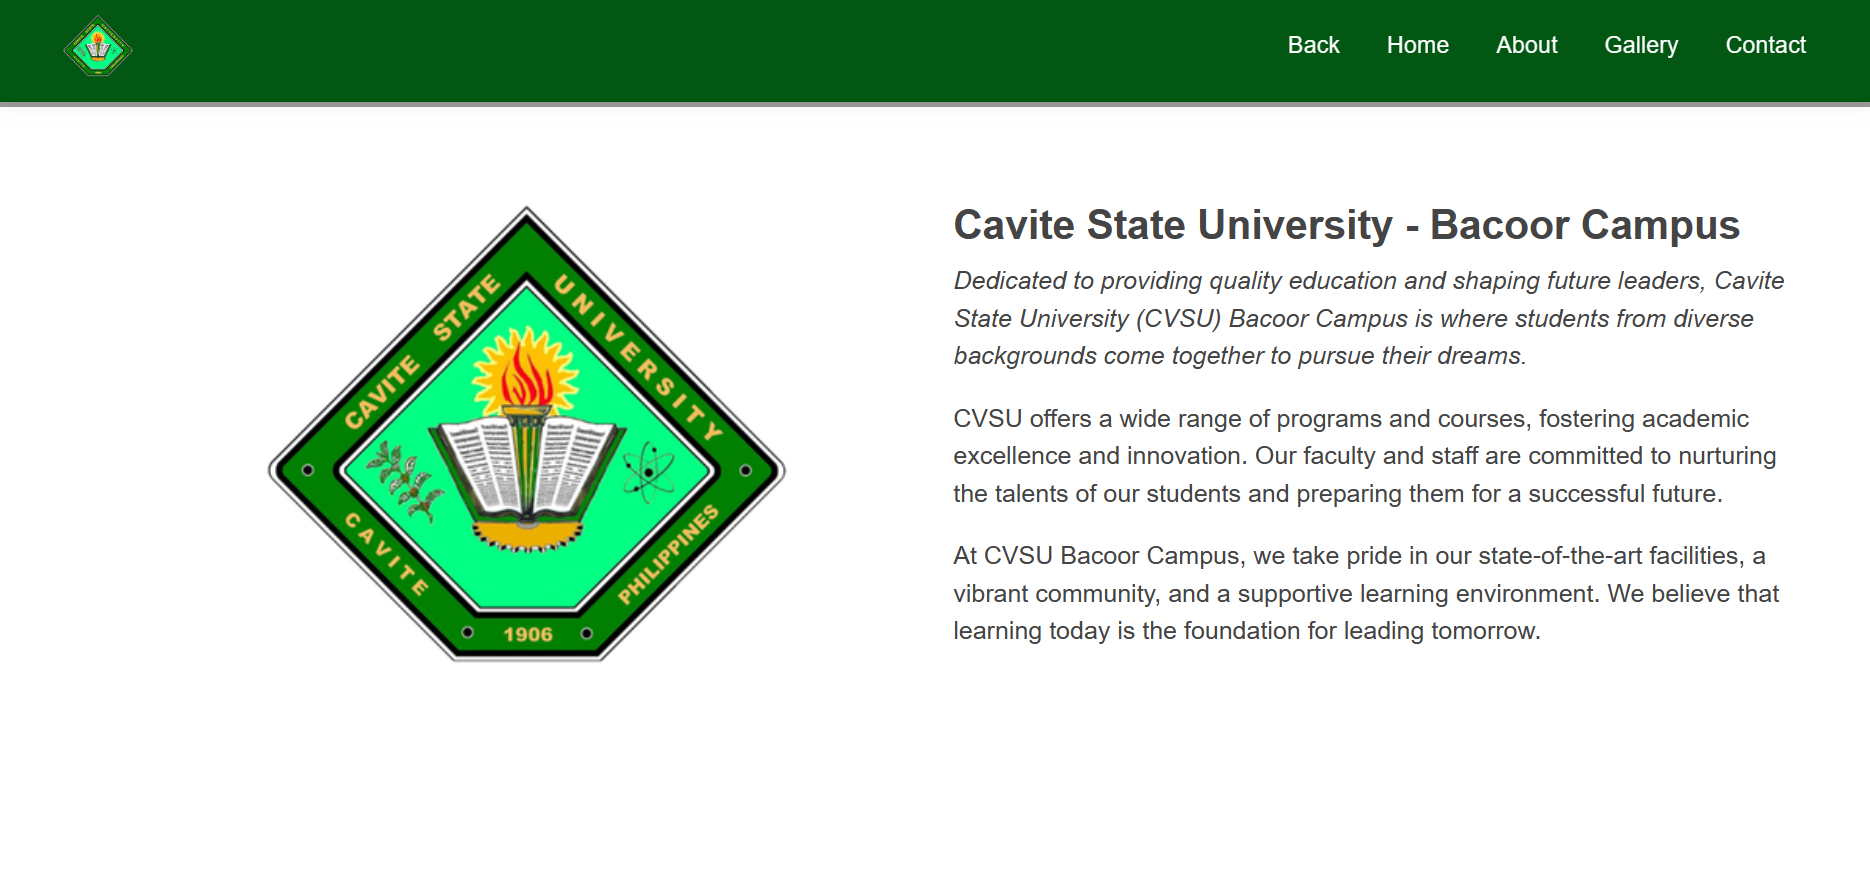 Back Home About Gallery Contact
CAVITE STATE UNIVERSITY
CAVITE
1906
PHILIPPINES
Cavite State University - Bacoor Campus
Dedicated to providing quality education and shaping future leaders, Cavite
State University (CVSU) Bacoor Campus is where students from diverse
backgrounds come together to pursue their dreams.
CVSU offers a wide range of programs and courses, fostering academic
excellence and innovation. Our faculty and staff are committed to nurturing
the talents of our students and preparing them for a successful future.
At CVSU Bacoor Campus, we take pride in our state-of-the-art facilities, a
vibrant community, and a supportive learning environment. We believe that
learning today is the foundation for leading tomorrow.